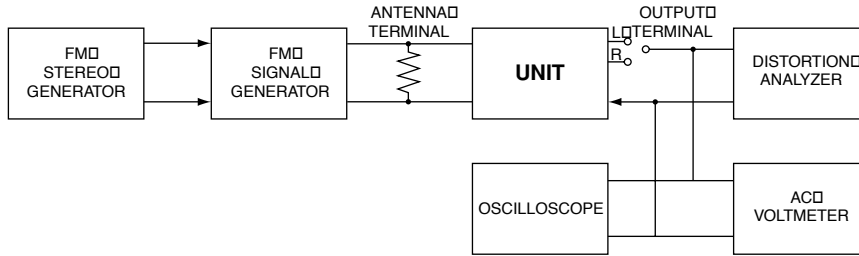 FM
STEREO
GENERATOR
FM
SIGNAL
GENERATOR
ANTENNA
TERMINAL
UNIT
L
R
OUTPUT
TERMINAL
DISTORTION
ANALYZER
OSCILLOSCOPE
AC
VOLTMETER